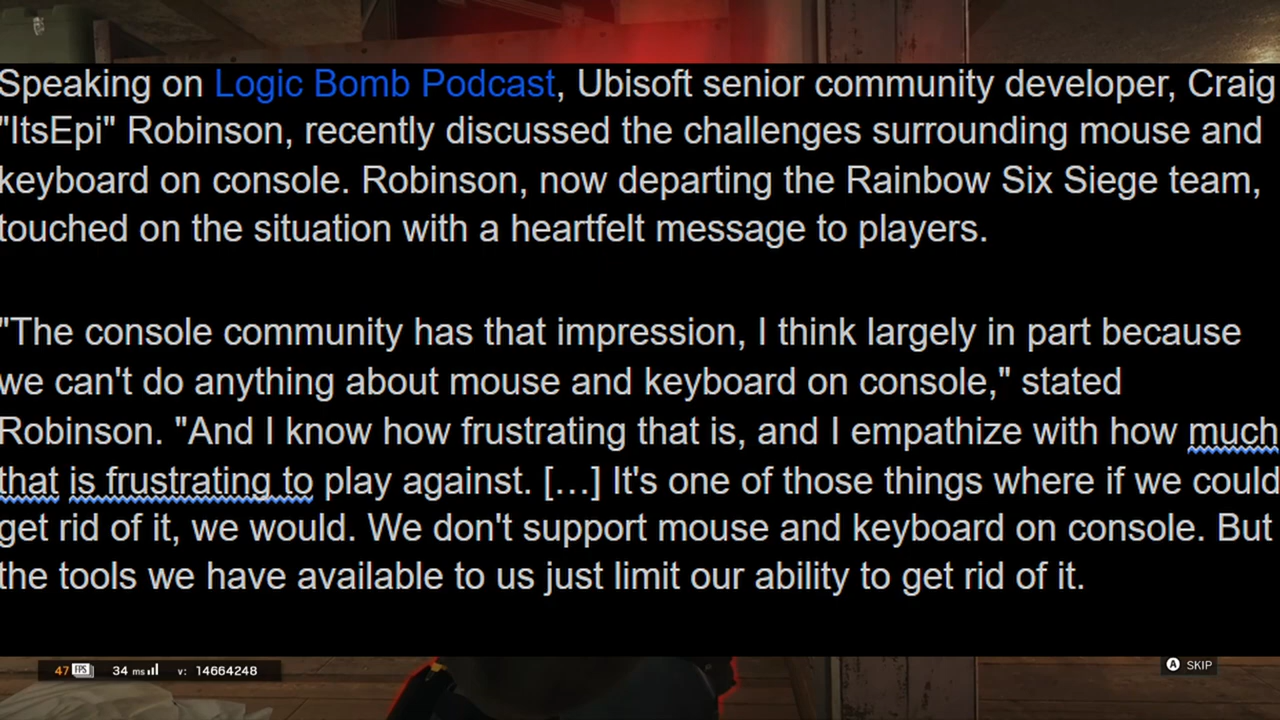 Speaking on Logic Bomb Podcast, Ubisoft senior community developer, Craig
"ItsEpi" Robinson, recently discussed the challenges surrounding mouse and
keyboard on console. Robinson, now departing the Rainbow Six Siege team,
touched on the situation with a heartfelt message to players.
"The console community has that impression, I think largely in part because
we can't do anything about mouse and keyboard on console," stated
Robinson. "And I know how frustrating that is, and I empathize with how much
that is frustrating to play against. […] It's one of those things where if we could
get rid of it, we would. We don't support mouse and keyboard on console. But
the tools we have available to us just limit our ability to get rid of it.
47 FPS 34 ms v: 14664248
A SKIP